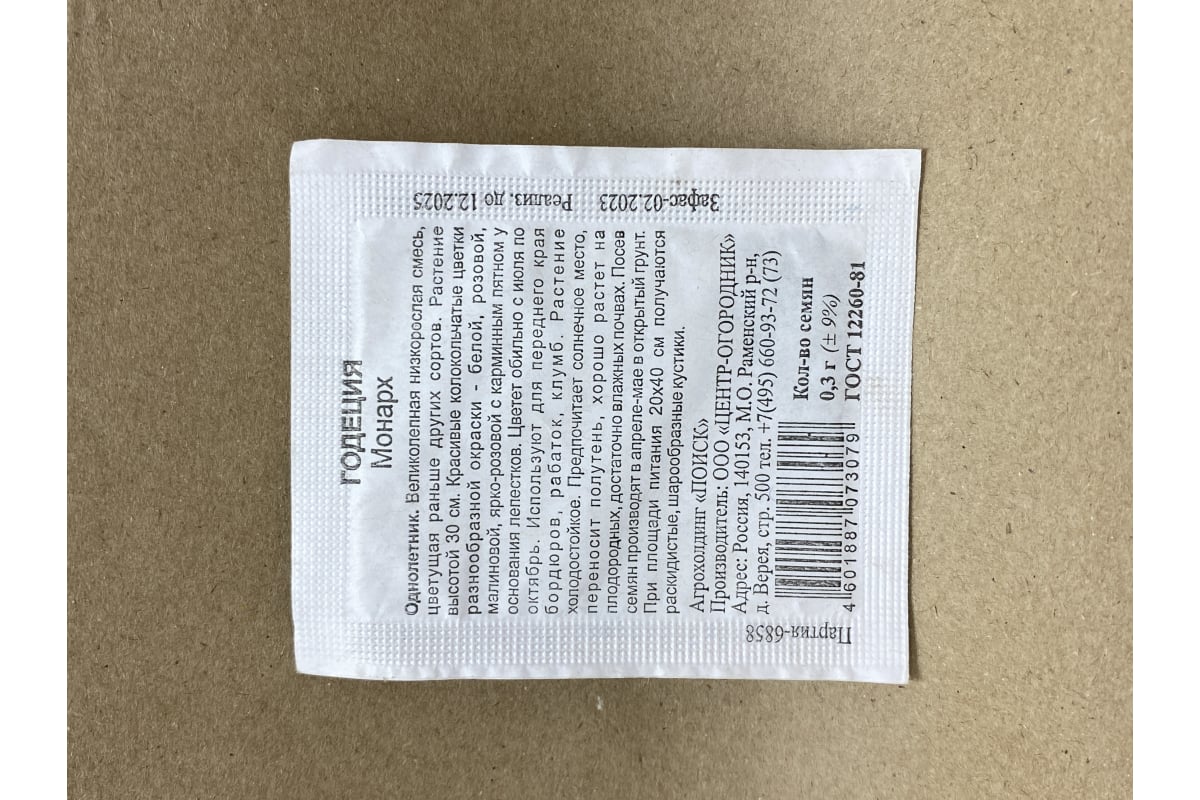 ГОДЕЦИЯ
Монарх
Однолетник. Великолепная низкорослая смесь,
цветущая раньше других сортов. Растение
высотой 30 см. Красивые колокольчатые цветки
разнообразной окраски - белой, розовой,
малиновой, ярко-розовой с карминным пятном у
основания лепестков. Цветет обильно с июля по
октябрь. Используют для переднего края
бордюров, рабаток, клумб. Растение
холодостойкое. Предпочитает солнечное место,
переносит полутень, хорошо растет на
плодородных, достаточно влажных почвах. Посев
семян производят в апреле-мае в открытый грунт.
При площади питания 20х40 см получаются
раскидистые, шарообразные кустики.
Агрохолдинг «ПОИСК»
Производитель: ООО «ЦЕНТР-ОГОРОДНИК»
Адрес: Россия, 140153, М.О. Раменский р-н,
д. Верея, стр. 500 тел. +7(495) 660-93-72 (73)
Кол-во семян
0,3 г (± 9%)
ГОСТ 12260-81
4 601887 073079
Партия-6858
Зафас-02.2023 Реализ. до 12.2025